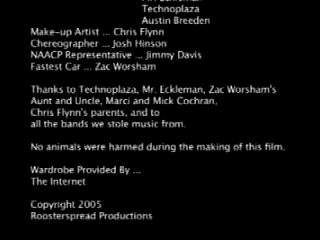 Technoplaza
Austin Breeden
Make-up Artist ... Chris Flynn
Chereographer ... Josh Hinson
NAACP Representative ... Jimmy Davis
Fastest Car ... Zac Worsham
Thanks to Technoplaza, Mr. Eckleman, Zac Worsham's
Aunt and Uncle, Marci and Mick Cochran,
Chris Flynn's parents, and to
all the bands we stole music from.
No animals were harmed during the making of this film.
Wardrobe Provided By ...
The Internet
Copyright 2005
Roosterspread Productions